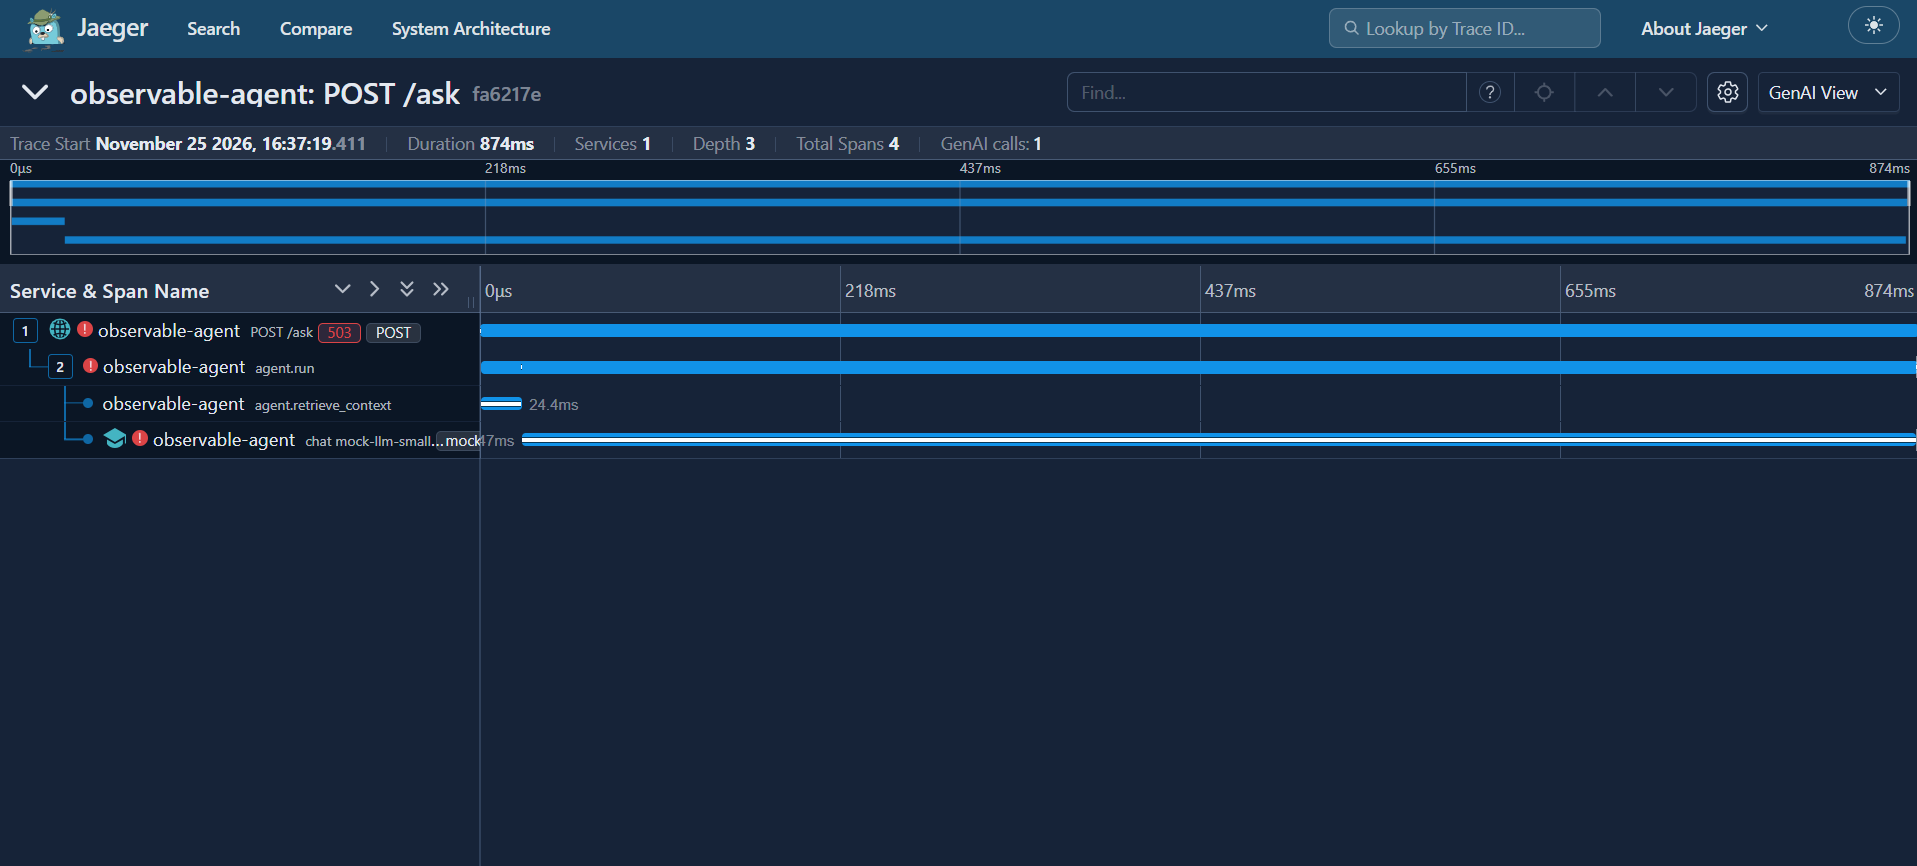 Jaeger Search Compare System Architecture Lookup by Trace ID... About Jaeger
observable-agent: POST /ask fa6217e Find... ? GenAI View
Trace Start November 25 2026, 16:37:19.411 Duration 874ms Services 1 Depth 3 Total Spans 4 GenAI calls: 1
0μs 218ms 437ms 655ms 874ms
Service & Span Name 0μs 218ms 437ms 655ms 874ms
1 observable-agent POST /ask 503 POST
2 observable-agent agent.run
observable-agent agent.retrieve_context 24.4ms
observable-agent chat mock-llm-small... ...mock 47ms